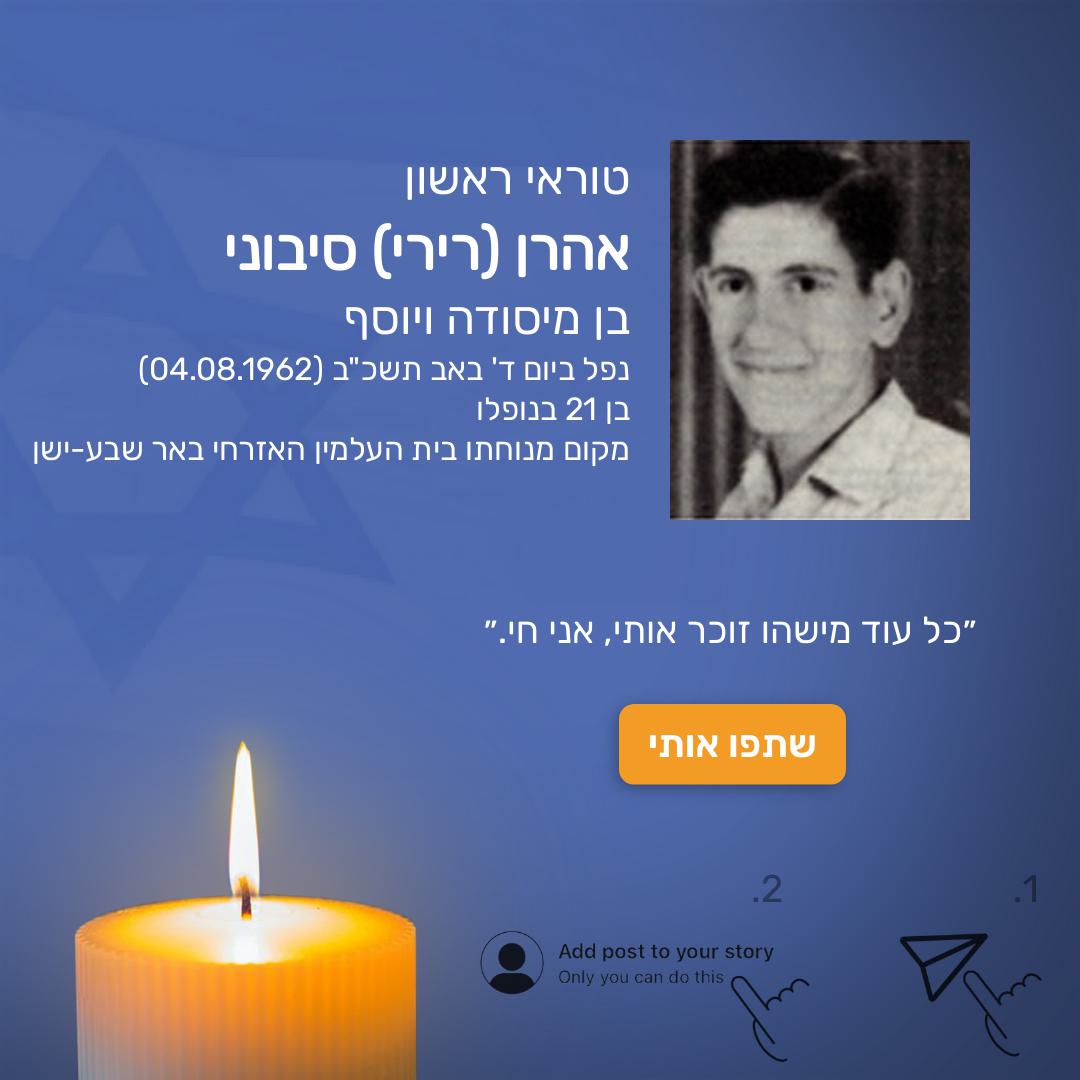 טוראי ראשון
אהרן (רירי) סיבוני
בן מיסודה ויוסף
נפל ביום ד' באב תשכ"ב (04.08.1962)
בן 21 בנופלו
מקום מנוחתו בית העלמין האזרחי באר שבע-ישן
״כל עוד מישהו זוכר אותי, אני חי.״
שתפו אותי
.1
.2
Add post to your story
Only you can do this